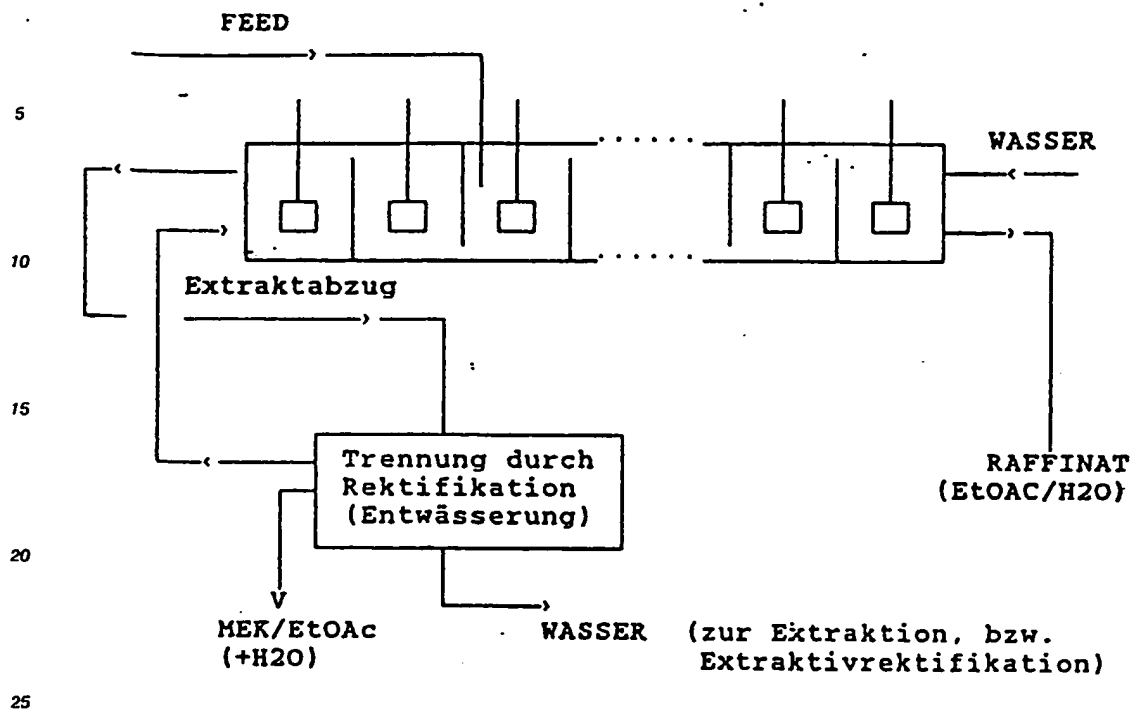 FEED
5
WASSER
10
Extraktabzug
15
Trennung durch
Rektifikation
(Entwässerung)
RAFFINAT
(EtOAC/H2O)
20
MEK/EtOAc
(+H2O)
WASSER (zur Extraktion, bzw.
Extraktivrektifikation)
25